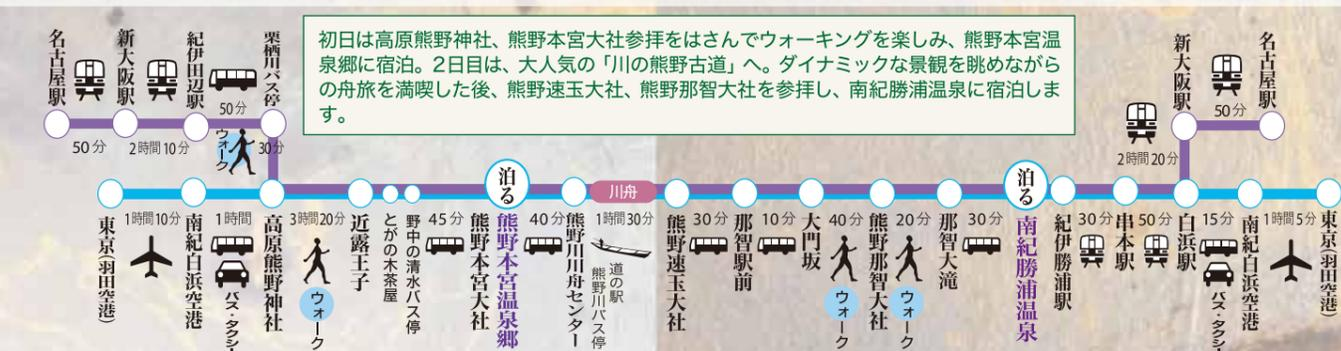 初日は高原熊野神社、熊野本宮大社参拝をはさんでウォーキングを楽しみ、熊野本宮温
泉郷に宿泊。2日目は、大人気の「川の熊野古道」へ。ダイナミックな景観を眺めながら
の舟旅を満喫した後、熊野速玉大社、熊野那智大社を参拝し、南紀勝浦温泉に宿泊しま
す。
名古屋駅
50分
新大阪駅
2時間10分
紀伊田辺駅
50分
栗栖川バス停
ウォーク
30分
東京(羽田空港)
1時間10分
南紀白浜空港
1時間
バス・タクシー
高原熊野神社
3時間20分
ウォーク
近露王子
とがの木茶屋
野中の清水バス停
45分
熊野本宮大社
泊る
熊野本宮温泉郷
40分
熊野川川舟センター
川舟
1時間30分
道の駅
熊野川バス停
熊野速玉大社
30分
那智駅前
10分
大門坂
40分
ウォーク
熊野那智大社
20分
ウォーク
那智大滝
30分
泊る
南紀勝浦温泉
紀伊勝浦駅
30分
串本駅
50分
白浜駅
2時間20分
新大阪駅
50分
名古屋駅
15分
バス・タクシー
南紀白浜空港
1時間5分
東京(羽田空港)